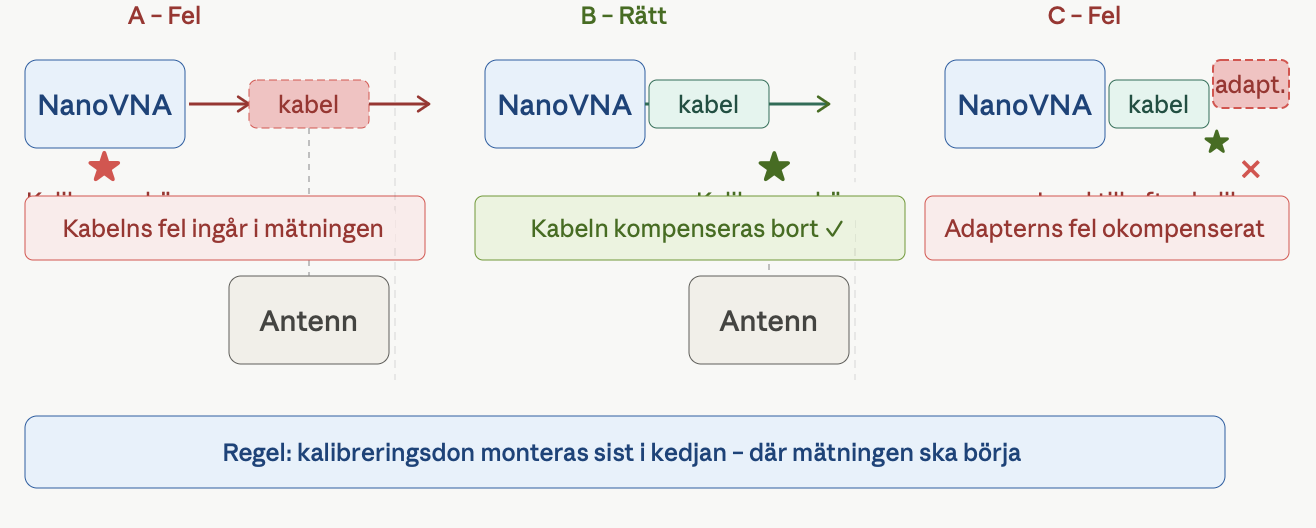 A – Fel
B – Rätt
C – Fel
NanoVNA
kabel
NanoVNA
kabel
NanoVNA
kabel
adapt.
Kabelns fel ingår i mätningen
Kabeln kompenseras bort ✓
Adapterns fel okompenserat
Antenn
Antenn
Regel: kalibreringsdon monteras sist i kedjan – där mätningen ska börja